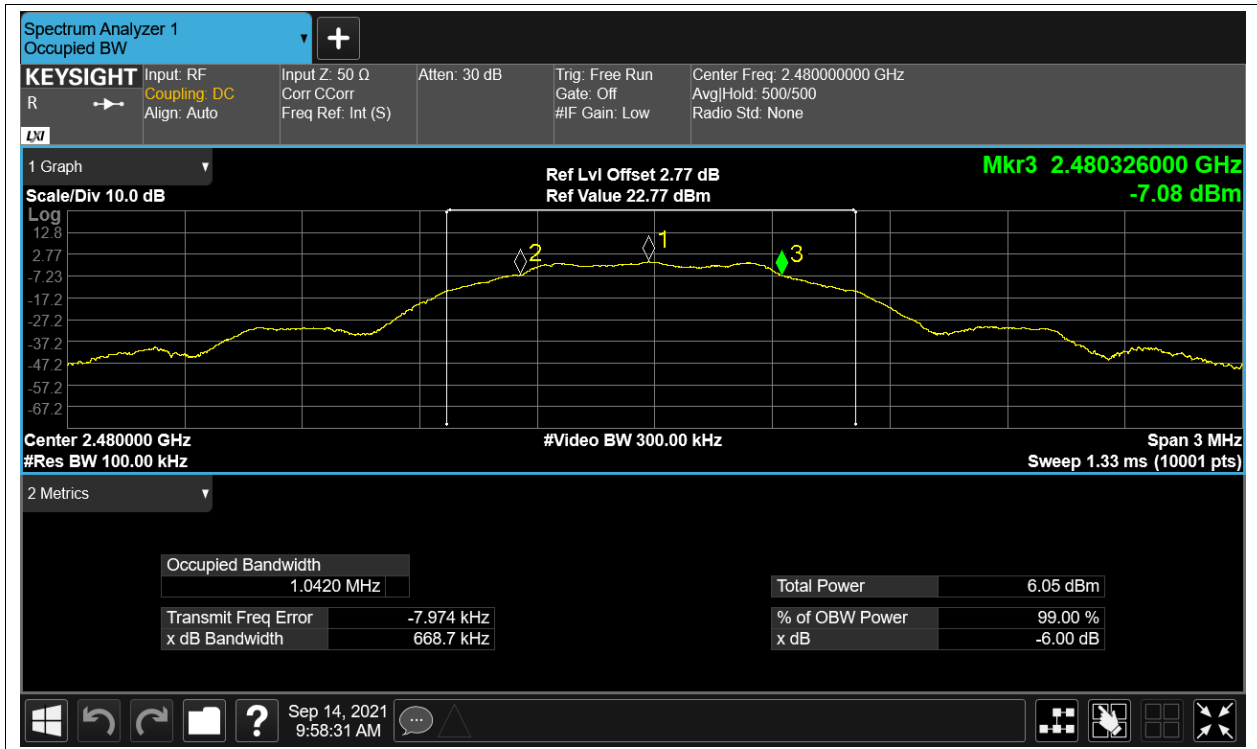 Spectrum Analyzer 1
Occupied BW
+
KEYSIGHT
R
LXI
Input: RF
Coupling: DC
Align: Auto
Input Z: 50 Ω
Corr CCorr
Freq Ref: Int (S)
Atten: 30 dB
Trig: Free Run
Gate: Off
#IF Gain: Low
Center Freq: 2.480000000 GHz
Avg|Hold: 500/500
Radio Std: None
1 Graph
Scale/Div 10.0 dB
Ref Lvl Offset 2.77 dB
Ref Value 22.77 dBm
Mkr3 2.480326000 GHz
-7.08 dBm
Log
12.8
2.77
-7.23
-17.2
-27.2
-37.2
-47.2
-57.2
-67.2
2
1
3
Center 2.480000 GHz
#Video BW 300.00 kHz
Span 3 MHz
#Res BW 100.00 kHz
Sweep 1.33 ms (10001 pts)
2 Metrics
Occupied Bandwidth
1.0420 MHz
Transmit Freq Error -7.974 kHz
x dB Bandwidth 668.7 kHz
Total Power 6.05 dBm
% of OBW Power 99.00 %
x dB -6.00 dB
?
Sep 14, 2021
9:58:31 AM